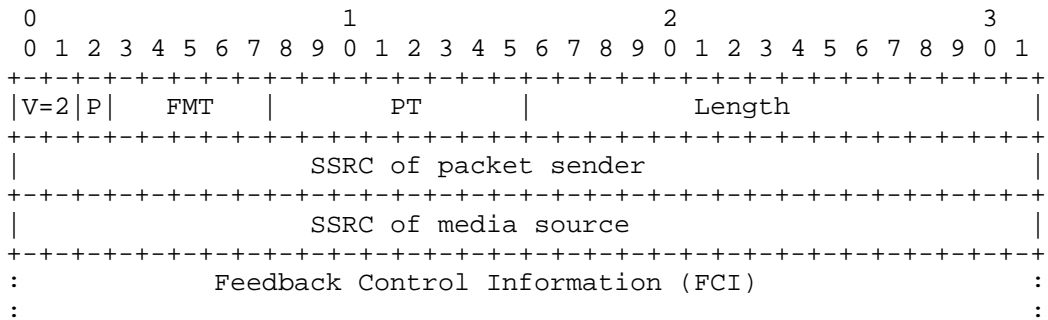 0                   1                   2                   3
 0 1 2 3 4 5 6 7 8 9 0 1 2 3 4 5 6 7 8 9 0 1 2 3 4 5 6 7 8 9 0 1
+-+-+-+-+-+-+-+-+-+-+-+-+-+-+-+-+-+-+-+-+-+-+-+-+-+-+-+-+-+-+-+-+
|V=2|P|   FMT   |       PT      |          Length               |
+-+-+-+-+-+-+-+-+-+-+-+-+-+-+-+-+-+-+-+-+-+-+-+-+-+-+-+-+-+-+-+-+
|                  SSRC of packet sender                        |
+-+-+-+-+-+-+-+-+-+-+-+-+-+-+-+-+-+-+-+-+-+-+-+-+-+-+-+-+-+-+-+-+
|                  SSRC of media source                         |
+-+-+-+-+-+-+-+-+-+-+-+-+-+-+-+-+-+-+-+-+-+-+-+-+-+-+-+-+-+-+-+-+
:            Feedback Control Information (FCI)                 :
:                                                               :